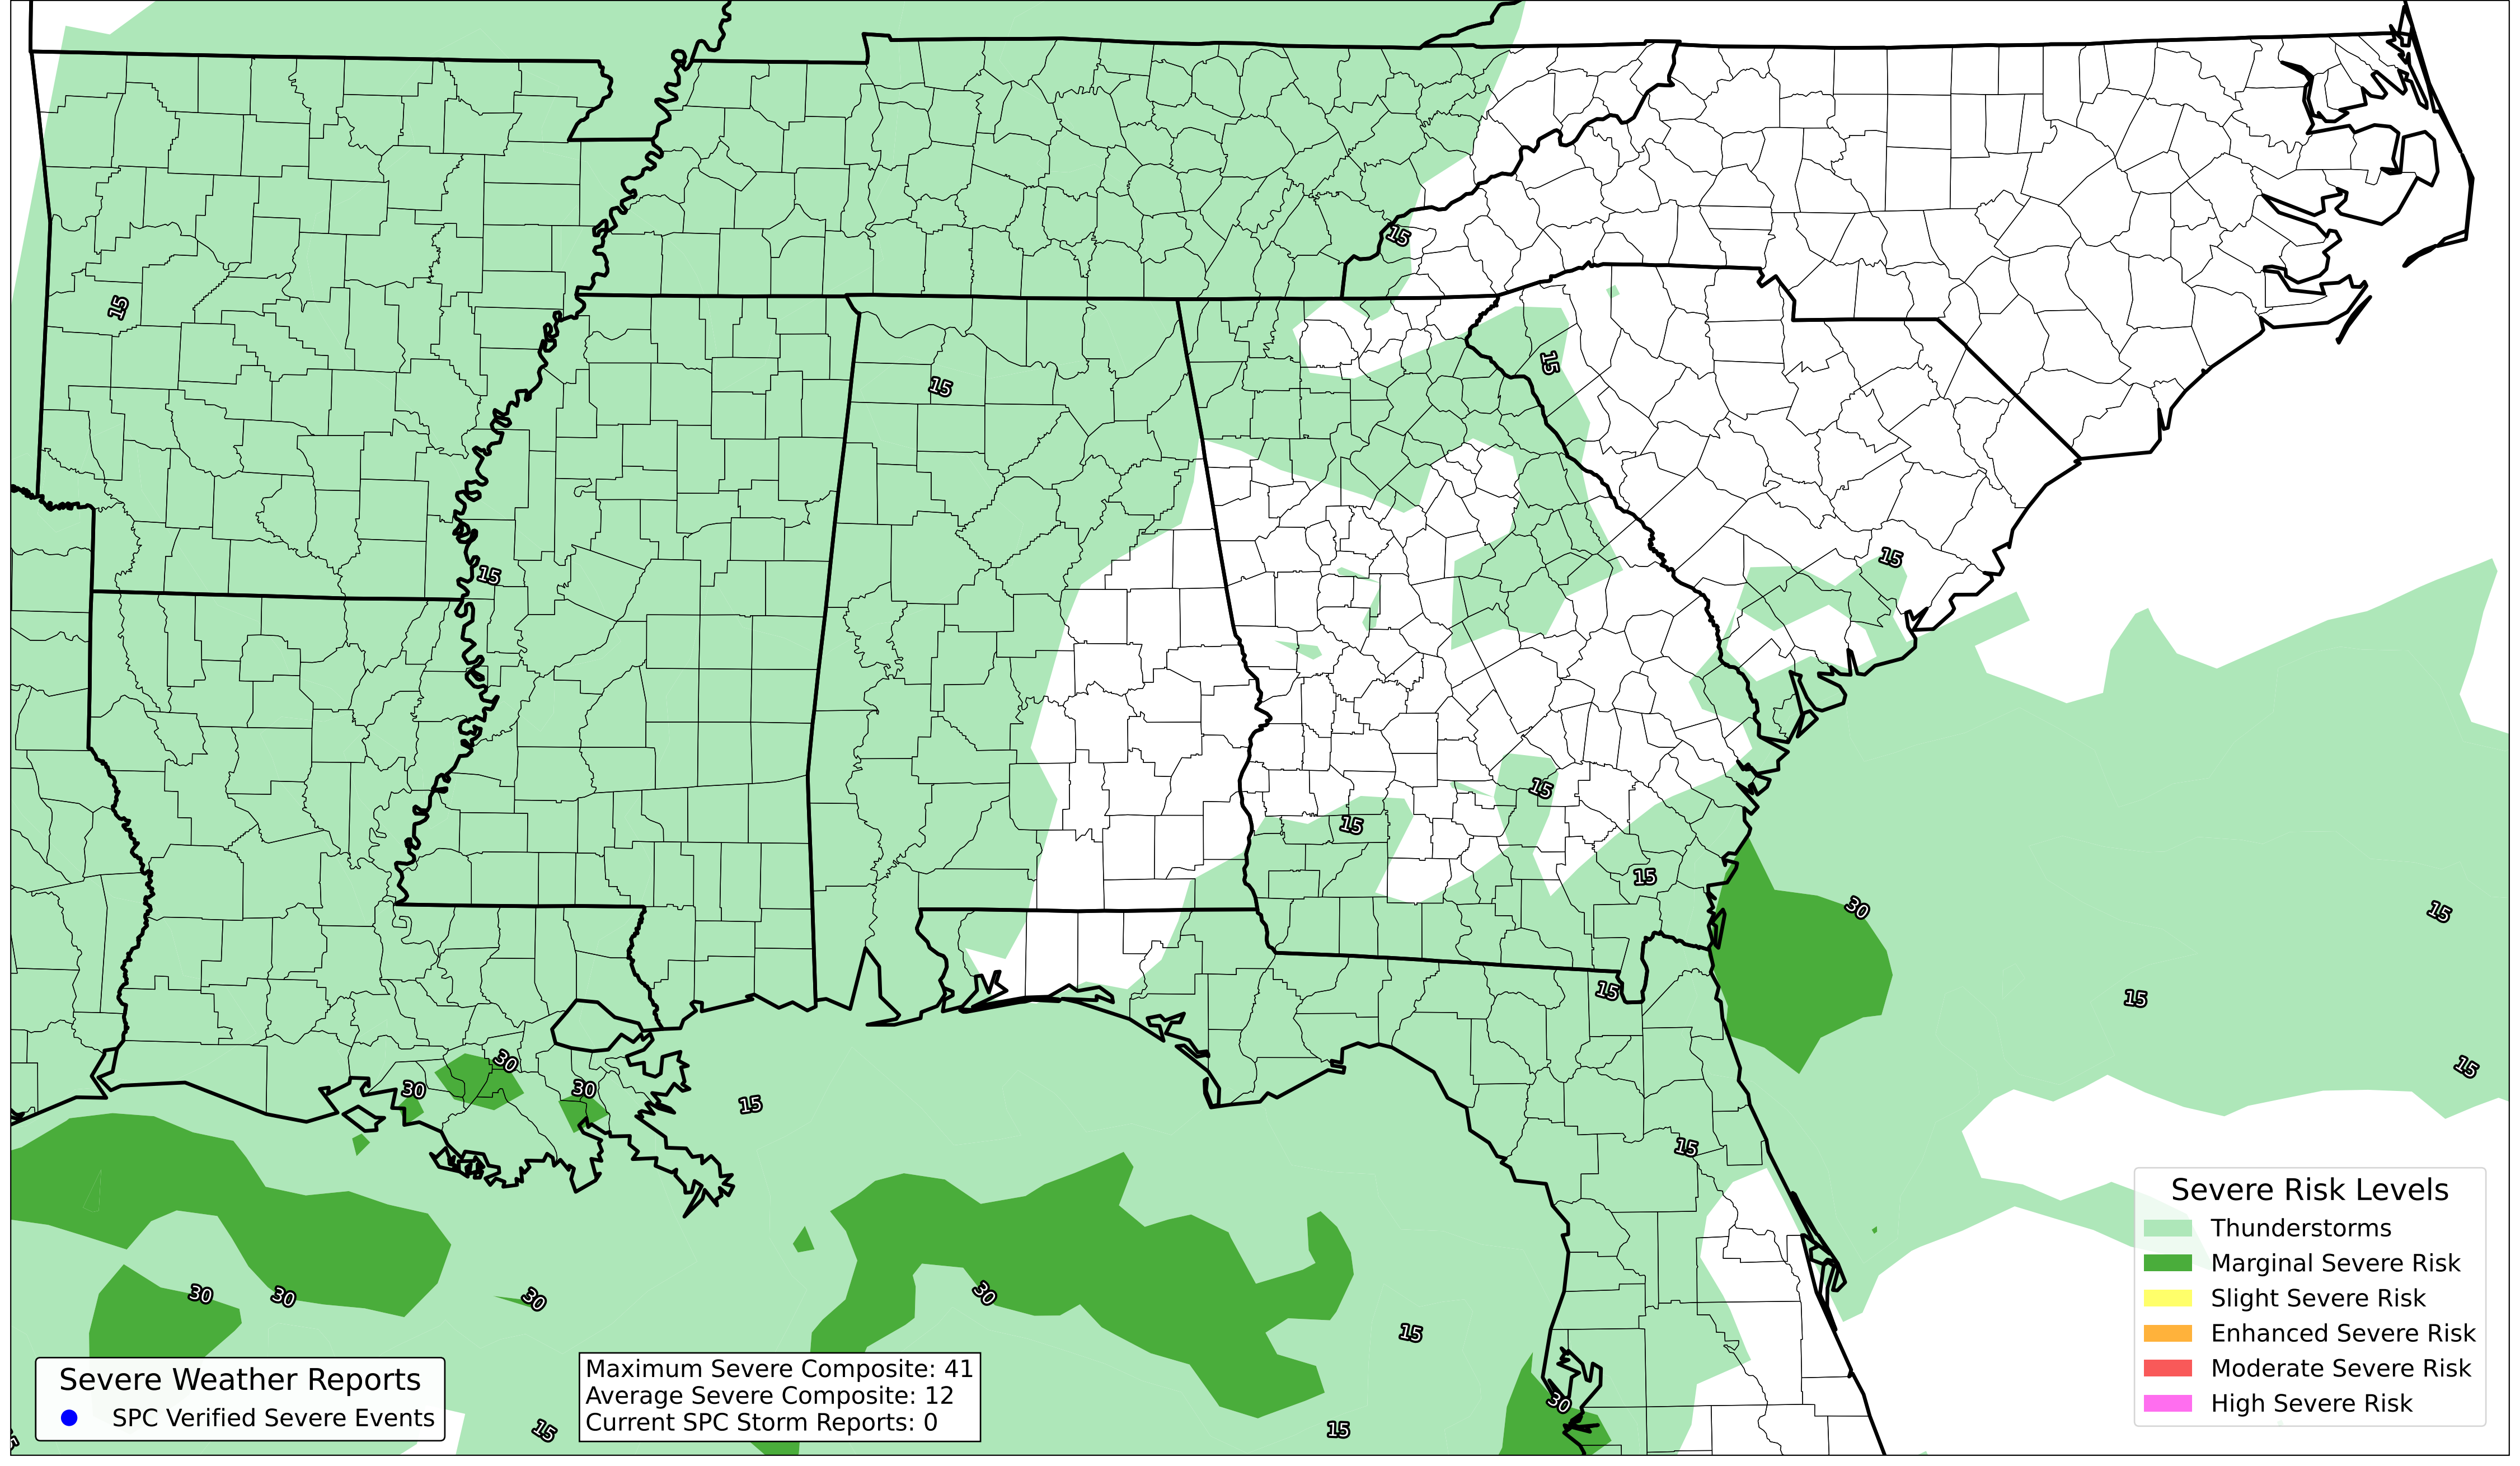 15
15
15
15
15
15
15
15
15
30
15
15
15
30
30
30
15
15
15
30
30
30
30
15
30
15
15
Severe Risk Levels
Thunderstorms
Marginal Severe Risk
Slight Severe Risk
Enhanced Severe Risk
Moderate Severe Risk
High Severe Risk
Severe Weather Reports
SPC Verified Severe Events
Maximum Severe Composite: 41
Average Severe Composite: 12
Current SPC Storm Reports: 0